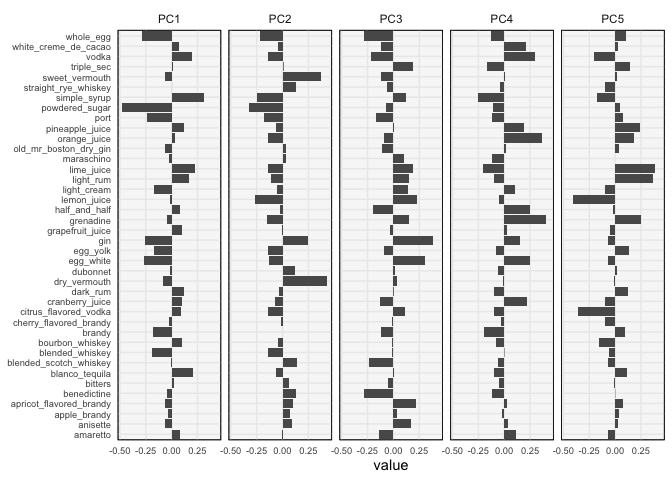 PC1 PC2 PC3 PC4 PC5
whole_egg
white_creme_de_cacao
vodka
triple_sec
sweet_vermouth
straight_rye_whiskey
simple_syrup
powdered_sugar
port
pineapple_juice
orange_juice
old_mr_boston_dry_gin
maraschino
lime_juice
light_rum
light_cream
lemon_juice
half_and_half
grenadine
grapefruit_juice
gin
egg_yolk
egg_white
dubonnet
dry_vermouth
dark_rum
cranberry_juice
citrus_flavored_vodka
cherry_flavored_brandy
brandy
bourbon_whiskey
blended_whiskey
blended_scotch_whiskey
blanco_tequila
bitters
benedictine
apricot_flavored_brandy
apple_brandy
anisette
amaretto
-0.50 -0.25 0.00 0.25 -0.50 -0.25 0.00 0.25 -0.50 -0.25 0.00 0.25 -0.50 -0.25 0.00 0.25 -0.50 -0.25 0.00 0.25
value